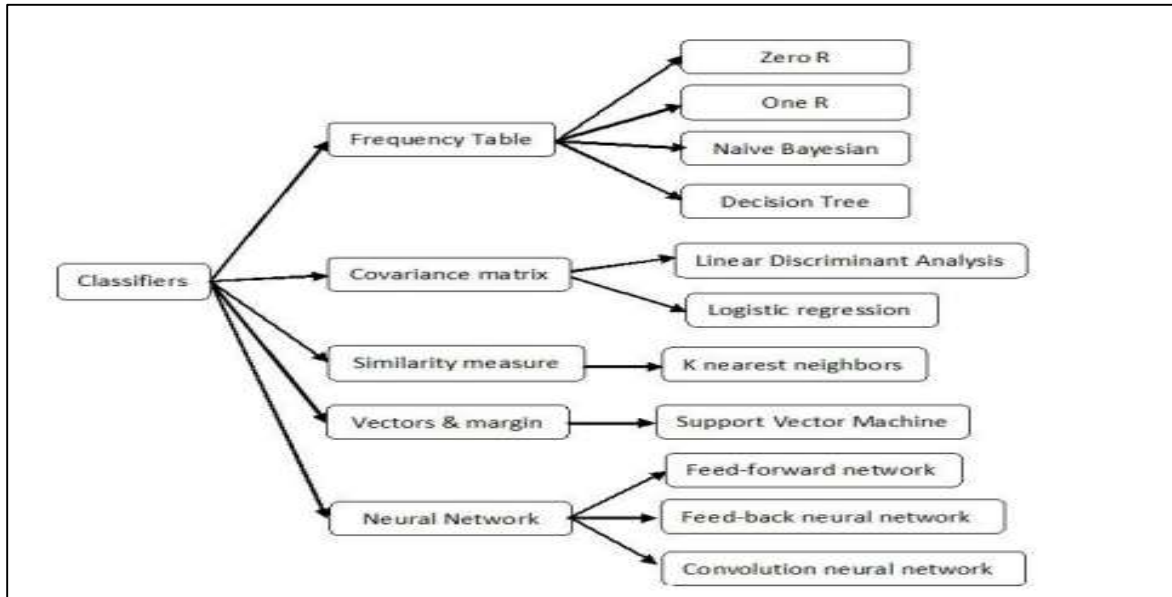 Zero R
One R
Frequency Table
Naïve Bayesian
Decision Tree
Classifiers
Covariance matrix
Linear Discriminant Analysis
Logistic regression
Similarity measure
K nearest neighbors
Vectors & margin
Support Vector Machine
Feed-forward network
Neural Network
Feed-back neural network
Convolution neural network